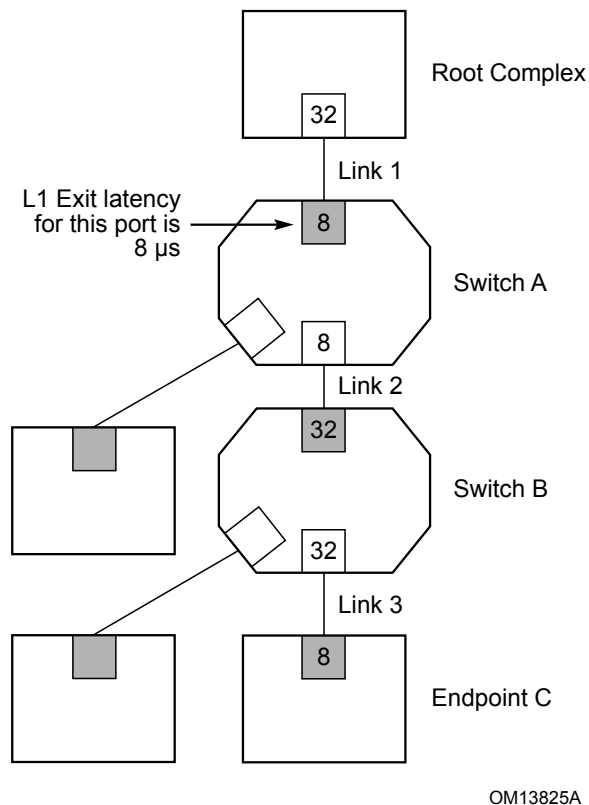 32
Root Complex
Link 1
L1 Exit latency
for this port is
8 µs
8
Switch A
8
Link 2
32
Switch B
32
Link 3
8
Endpoint C
OM13825A